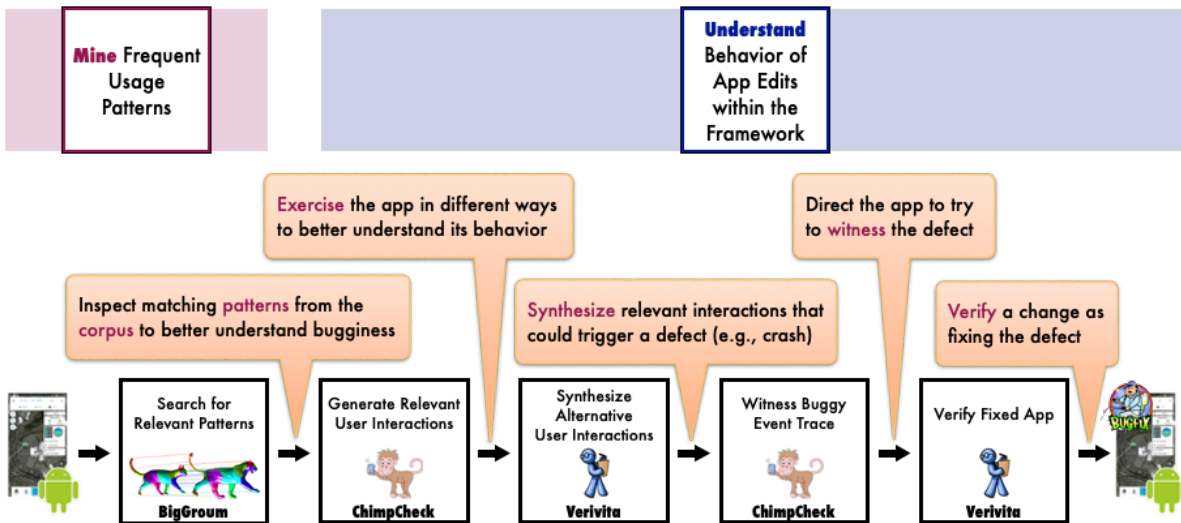 Mine Frequent
Usage
Patterns
Understand
Behavior of
App Edits
within the
Framework
Exercise the app in different ways
to better understand its behavior
Direct the app to try
to witness the defect
Inspect matching patterns from the
corpus to better understand bugginess
Synthesize relevant interactions that
could trigger a defect (e.g., crash)
Verify a change as
fixing the defect
Search for
Relevant Patterns
BigGroum
Generate Relevant
User Interactions
ChimpCheck
Synthesize
Alternative
User Interactions
Verivita
Witness Buggy
Event Trace
ChimpCheck
Verify Fixed App
Verivita
BUGFIX